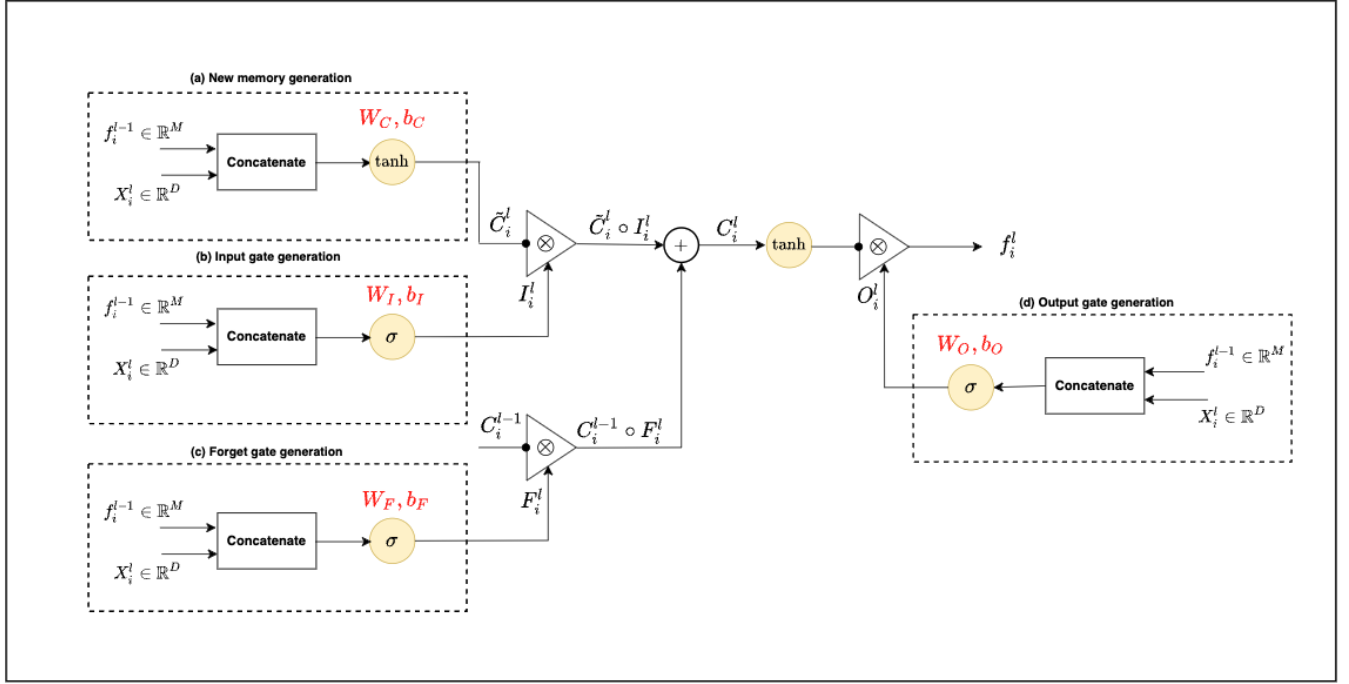 (a) New memory generation
W_C, b_C
f_i^{l-1} ∈ ℝ^M
Concatenate
tanh
X_i^l ∈ ℝ^D
C̃_i^l
⊗
C̃_i^l ∘ I_i^l
+
C_i^l
tanh
⊗
f_i^l
(b) Input gate generation
W_I, b_I
I_i^l
f_i^{l-1} ∈ ℝ^M
Concatenate
σ
X_i^l ∈ ℝ^D
O_i^l
(d) Output gate generation
W_O, b_O
f_i^{l-1} ∈ ℝ^M
σ
Concatenate
X_i^l ∈ ℝ^D
C_i^{l-1}
⊗
C_i^{l-1} ∘ F_i^l
(c) Forget gate generation
W_F, b_F
F_i^l
f_i^{l-1} ∈ ℝ^M
Concatenate
σ
X_i^l ∈ ℝ^D